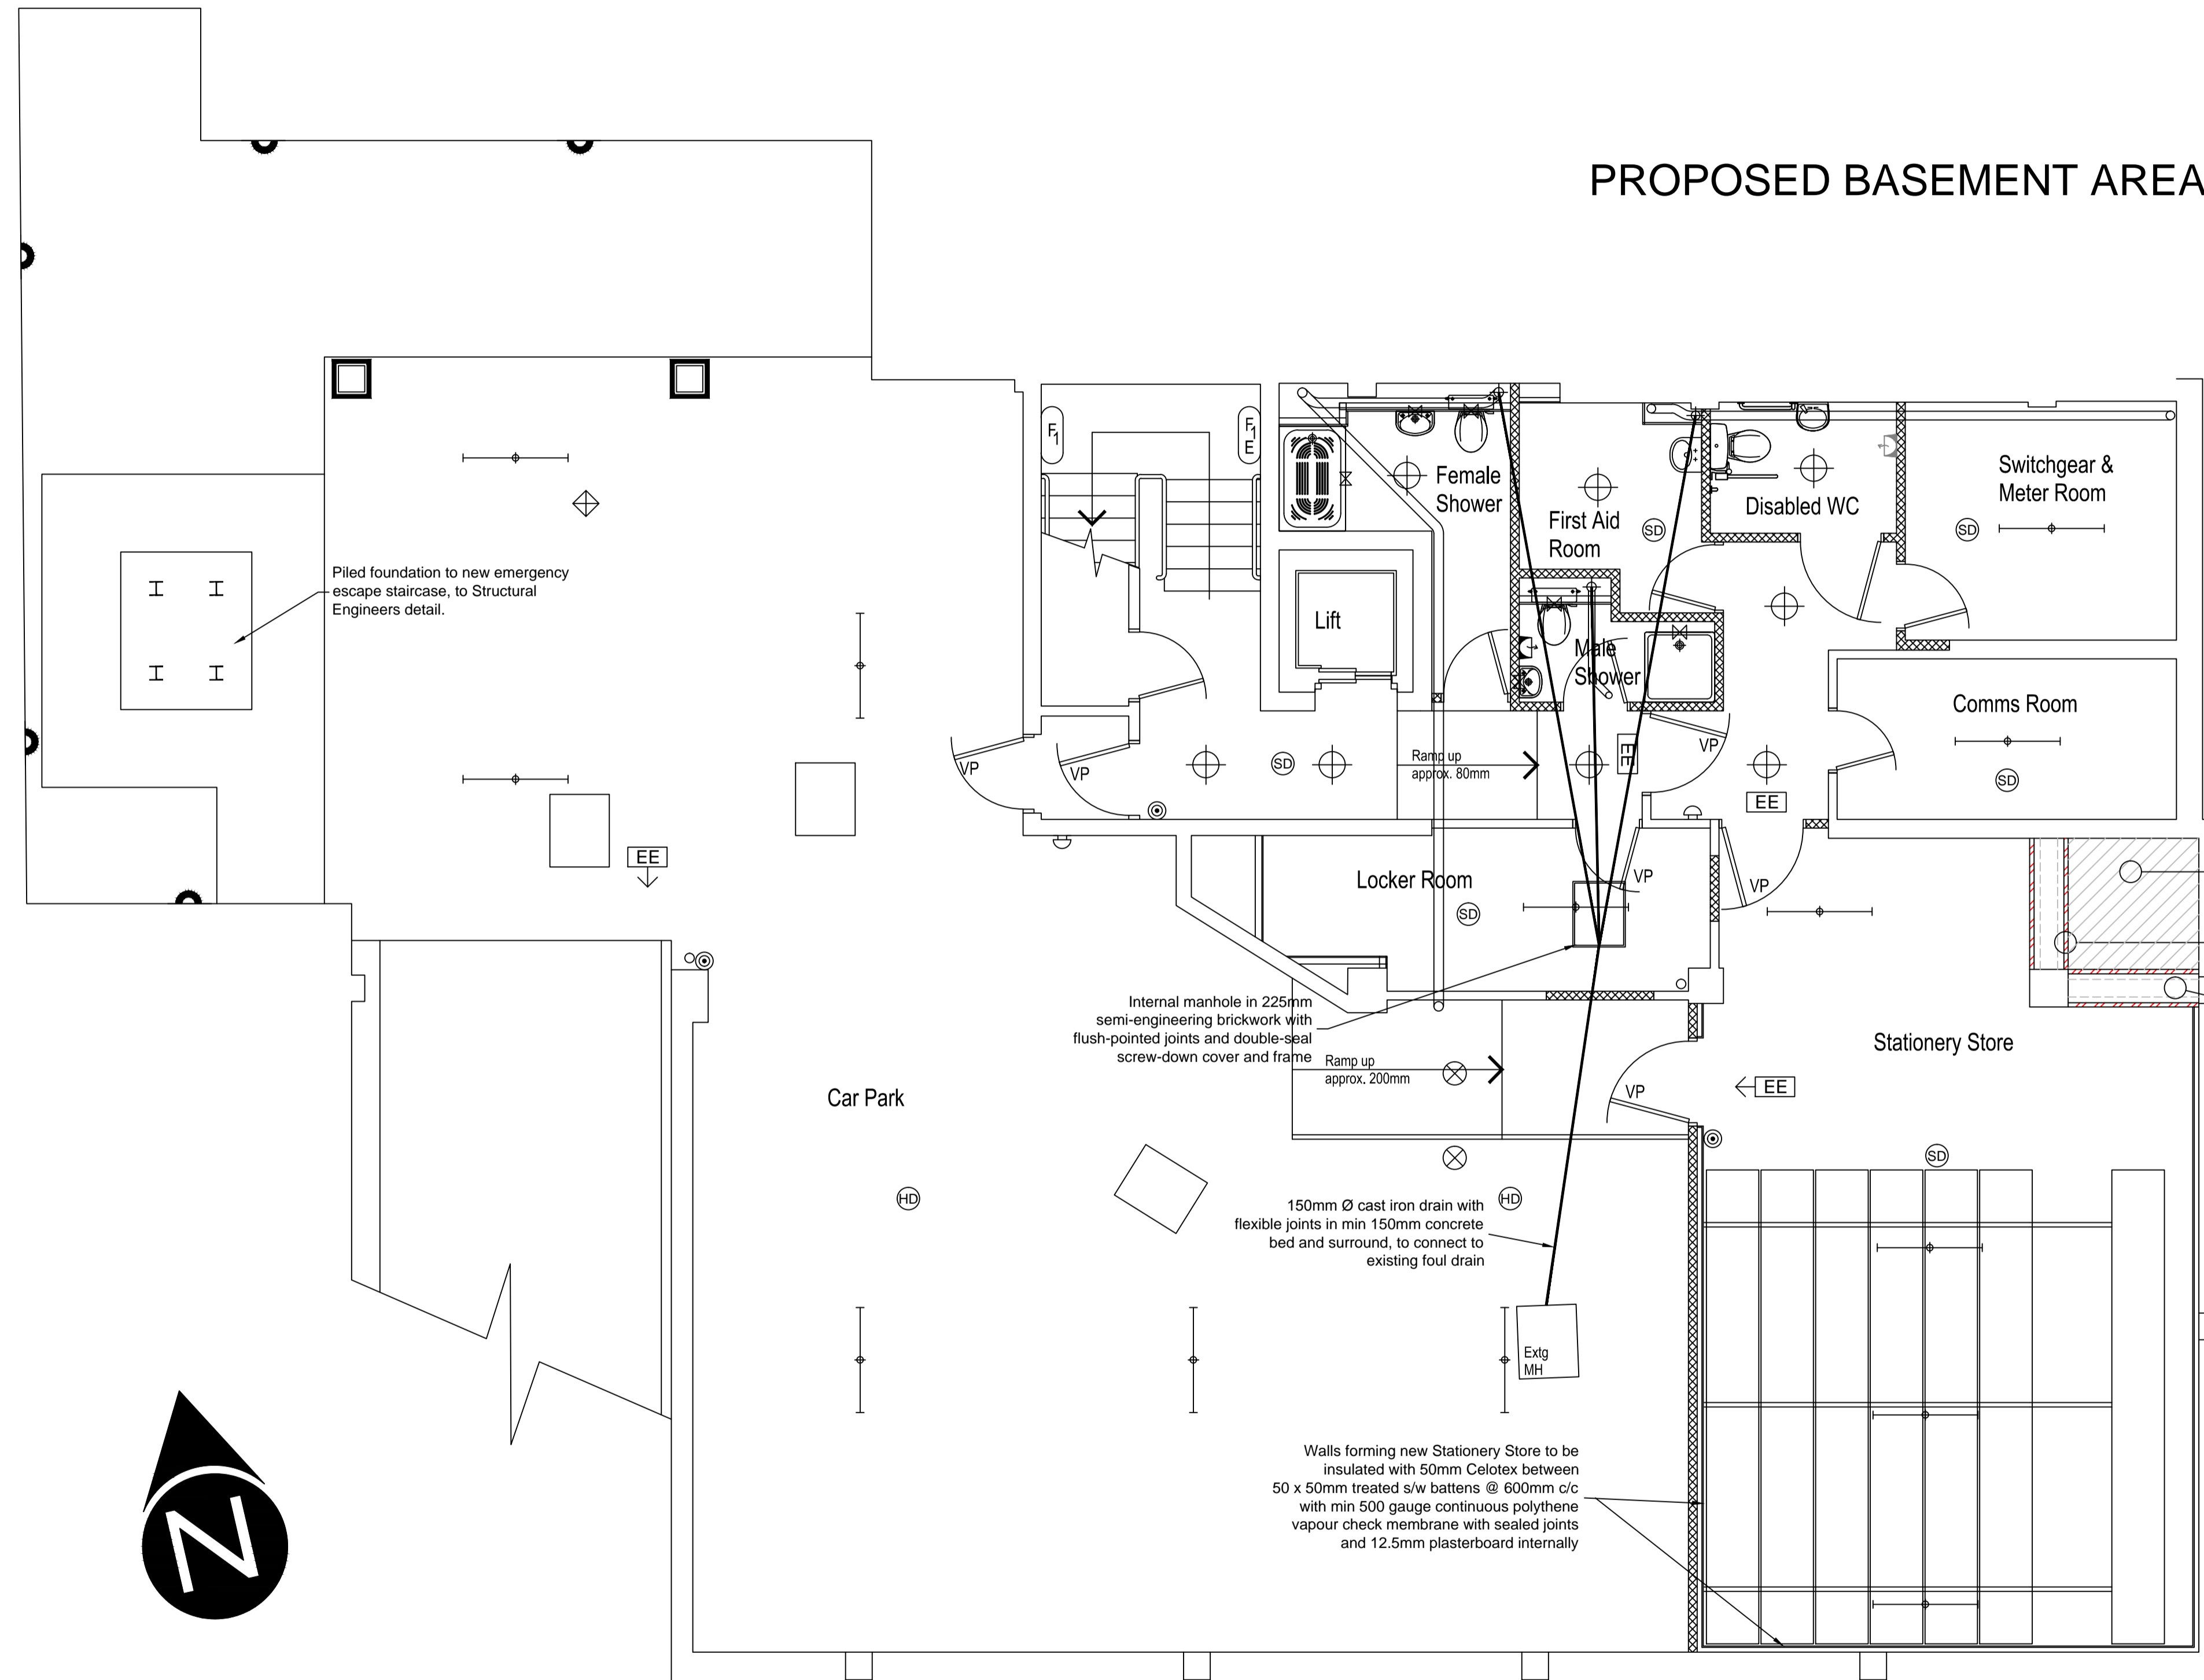 PROPOSED BASEMENT AREA
F1
F1
E
Female
Shower
First Aid
Room
SD
Disabled WC
SD
Switchgear &
Meter Room
Piled foundation to new emergency
escape staircase, to Structural
Engineers detail.
Lift
Male
Shower
Comms Room
SD
VP
VP
SD
Ramp up
approx. 80mm
EE
VP
EE
EE
Locker Room
SD
VP
VP
Internal manhole in 225mm
semi-engineering brickwork with
flush-pointed joints and double-seal
screw-down cover and frame
Ramp up
approx. 200mm
Stationery Store
VP
EE
Car Park
SD
HD
HD
150mm Ø cast iron drain with
flexible joints in min 150mm concrete
bed and surround, to connect to
existing foul drain
Extg
MH
Walls forming new Stationery Store to be
insulated with 50mm Celotex between
50 x 50mm treated s/w battens @ 600mm c/c
with min 500 gauge continuous polythene
vapour check membrane with sealed joints
and 12.5mm plasterboard internally
N